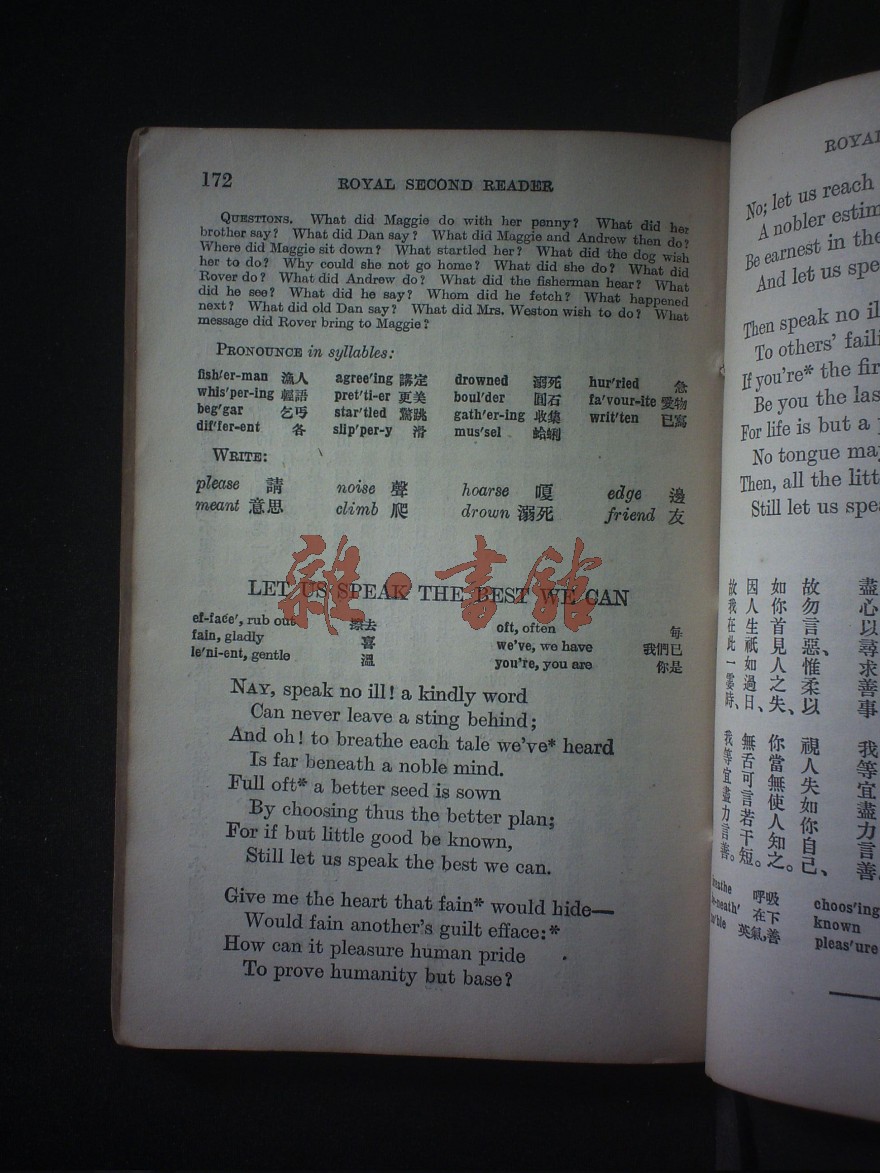 172 ROYAL SECOND READER
QUESTIONS. What did Maggie do with her penny? What did her
brother say? What did Dan say? What did Maggie and Andrew then do?
Where did Maggie sit down? What startled her? What did the dog wish
her to do? Why could she not go home? What did she do? What did
Rover do? What did Andrew do? What did the fisherman hear? What
did he see? What did he say? Whom did he fetch? What happened
next? What did old Dan say? What did Mrs. Weston wish to do? What
message did Rover bring to Maggie?
PRONOUNCE in syllables:
fish'er-man 漁人 agree'ing 講定 drowned 溺死 hur'ried 急
whis'per-ing 輕語 pret'ti-er 更美 boul'der 圓石 fa'vour-ite 愛物
beg'gar 乞丐 star'tled 驚跳 gath'er-ing 收集 writ'ten 已寫
dif'fer-ent 各 slip'per-y 滑 mus'sel 蛤蜊
WRITE:
please 請 noise 聲 hoarse 嗄 edge 邊
meant 意思 climb 爬 drown 溺死 friend 友
雜·書館
LET US SPEAK THE BEST WE CAN
ef-face', rub out 擦去 oft, often 每
fain, gladly 喜 we've, we have 我們已
le'ni-ent, gentle 溫 you're, you are 你是
NAY, speak no ill! a kindly word
Can never leave a sting behind;
And oh! to breathe each tale we've* heard
Is far beneath a noble mind.
Full oft* a better seed is sown
By choosing thus the better plan;
For if but little good be known,
Still let us speak the best we can.
Give me the heart that fain* would hide—
Would fain another's guilt efface:*
How can it pleasure human pride
To prove humanity but base?
ROYAL
No; let us reach
A nobler estim
Be earnest in the
And let us spe
Then speak no il
To others' faili
If you're* the fir
Be you the las
For life is but a
No tongue may
Then, all the litt
Still let us spea
盡心以尋求善事 我等宜盡力言善
故勿言惡、惟柔以 視人失如你自己、
如你首見人之失、 你當無使人知之。
因人生祇如過日、 無舌可言若干短。
故我在此一霎時、 我等宜盡力言善。
breathe 呼吸 choos'ing
be-neath' 在下 known
no'ble 英氣,善 pleas'ure